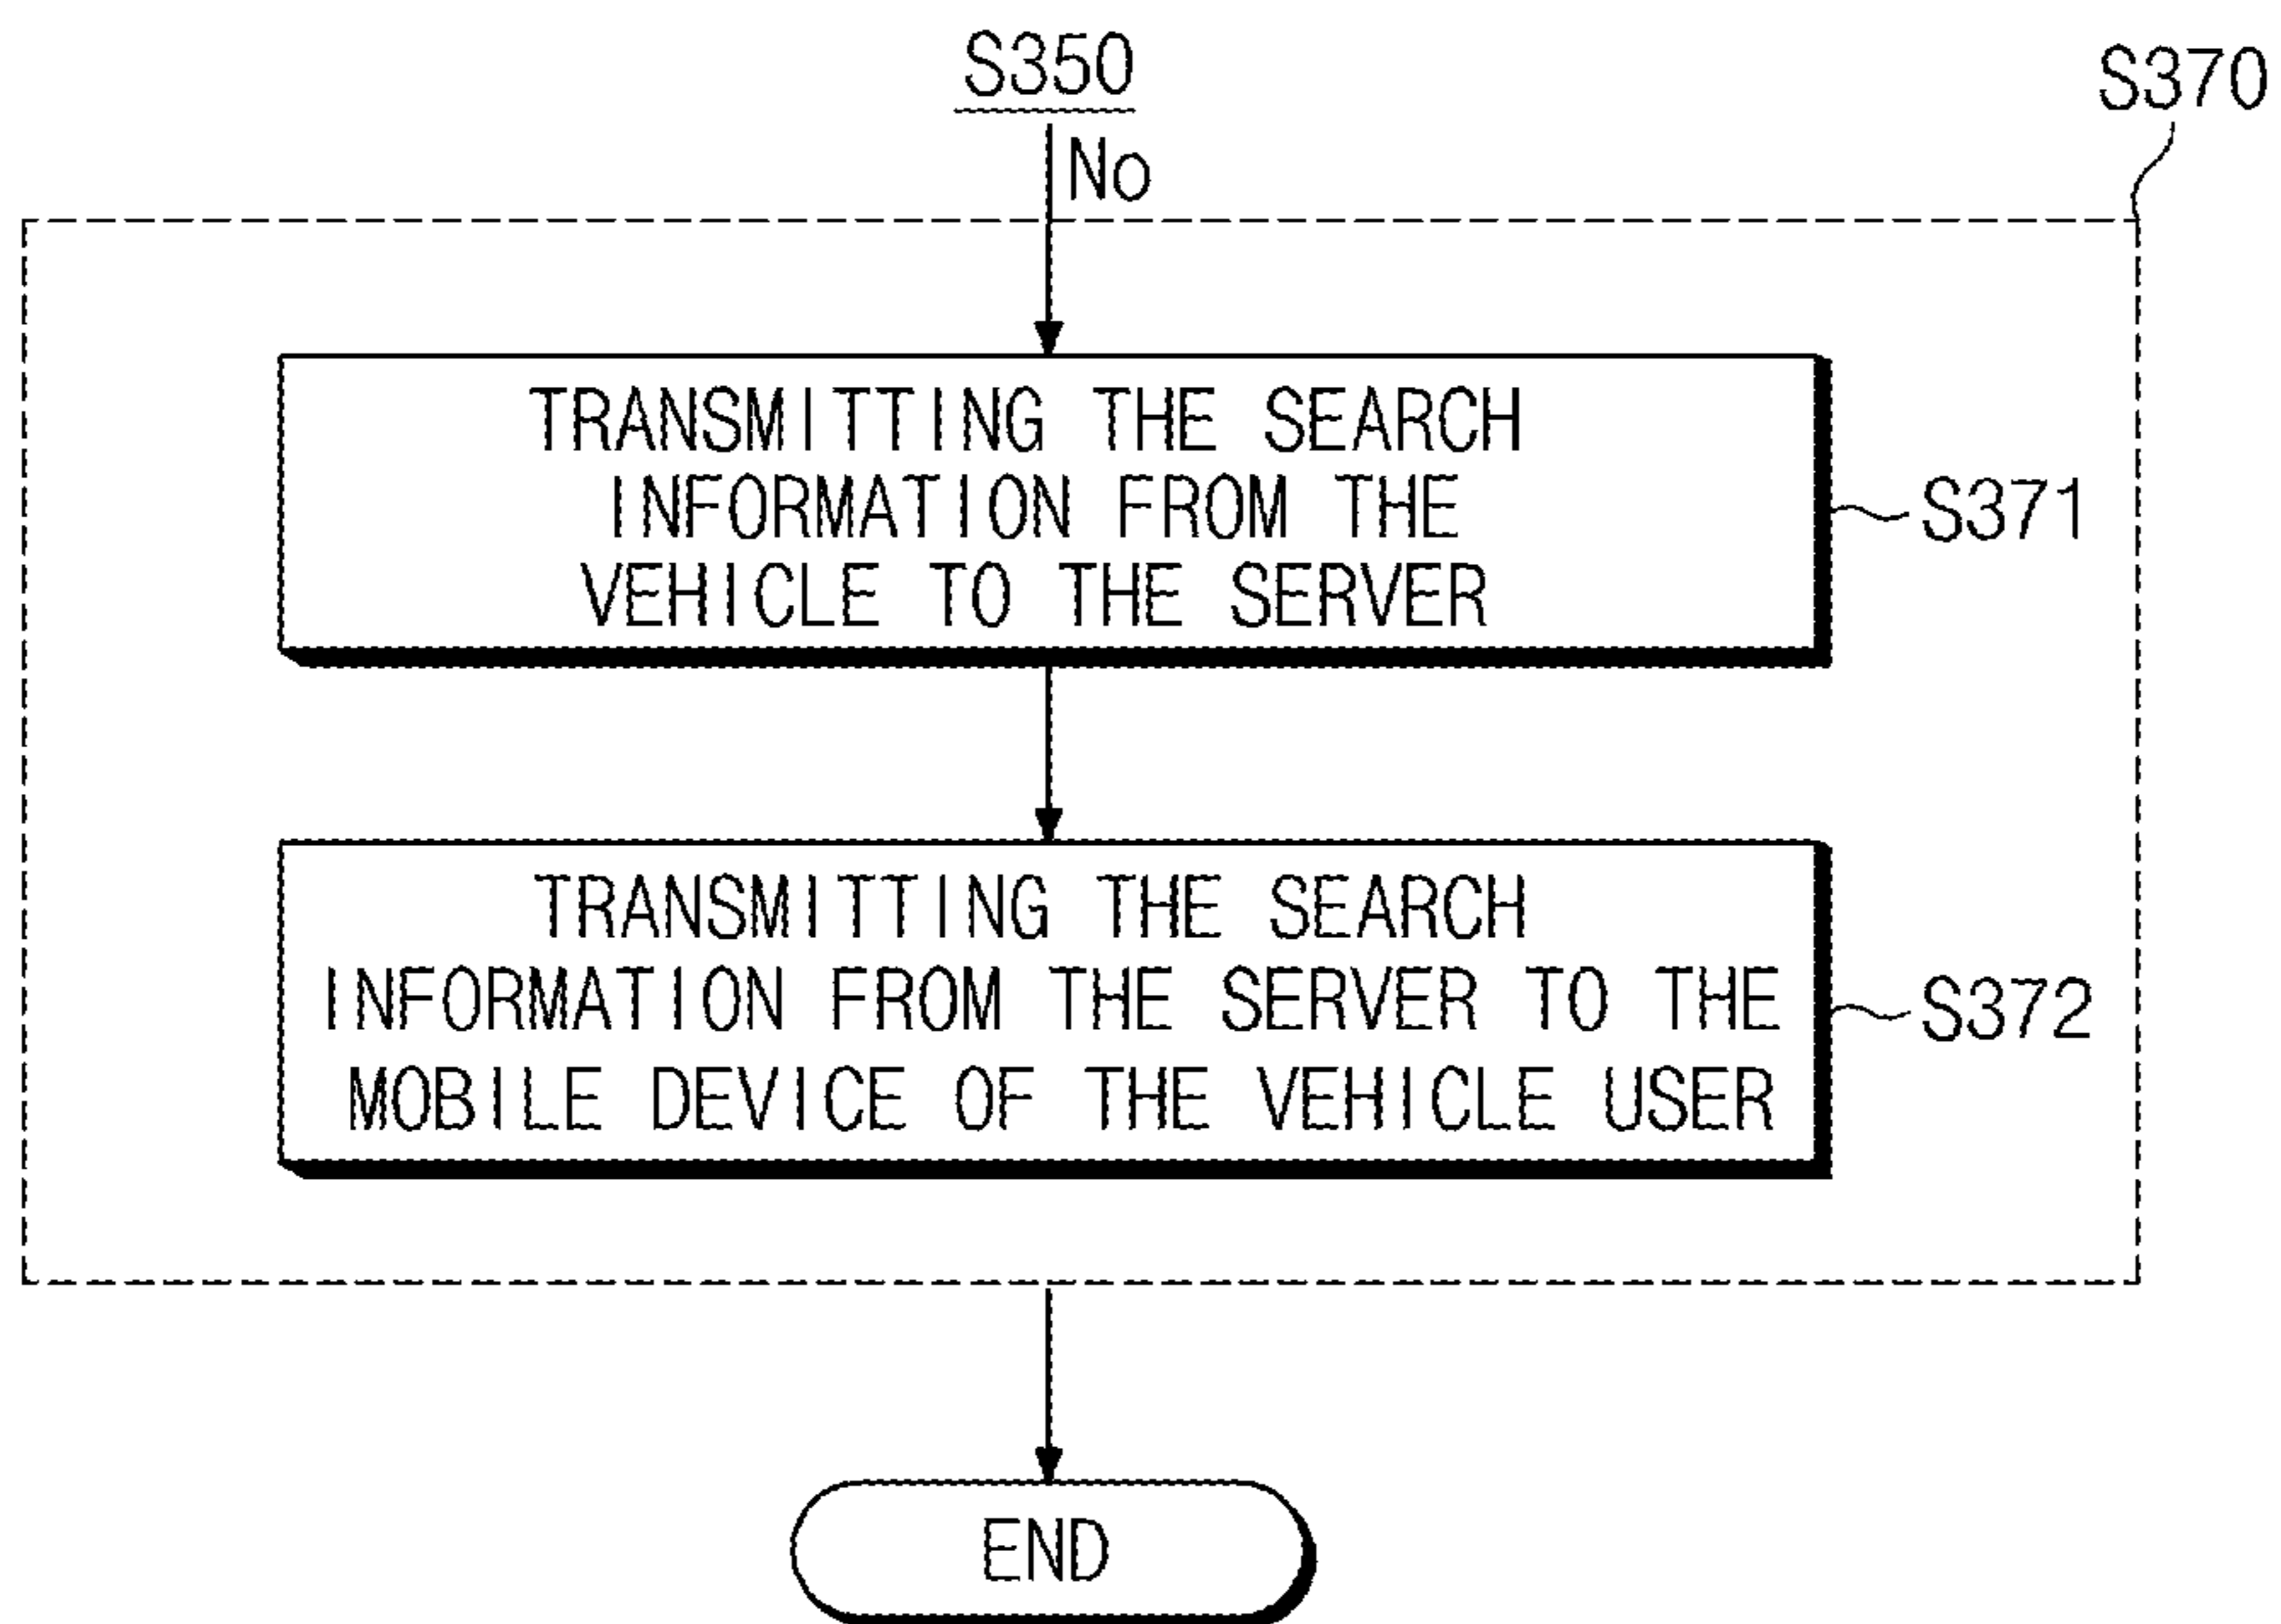 S350
S370
No
TRANSMITTING THE SEARCH
INFORMATION FROM THE
VEHICLE TO THE SERVER
S371
TRANSMITTING THE SEARCH
INFORMATION FROM THE SERVER TO THE
MOBILE DEVICE OF THE VEHICLE USER
S372
END